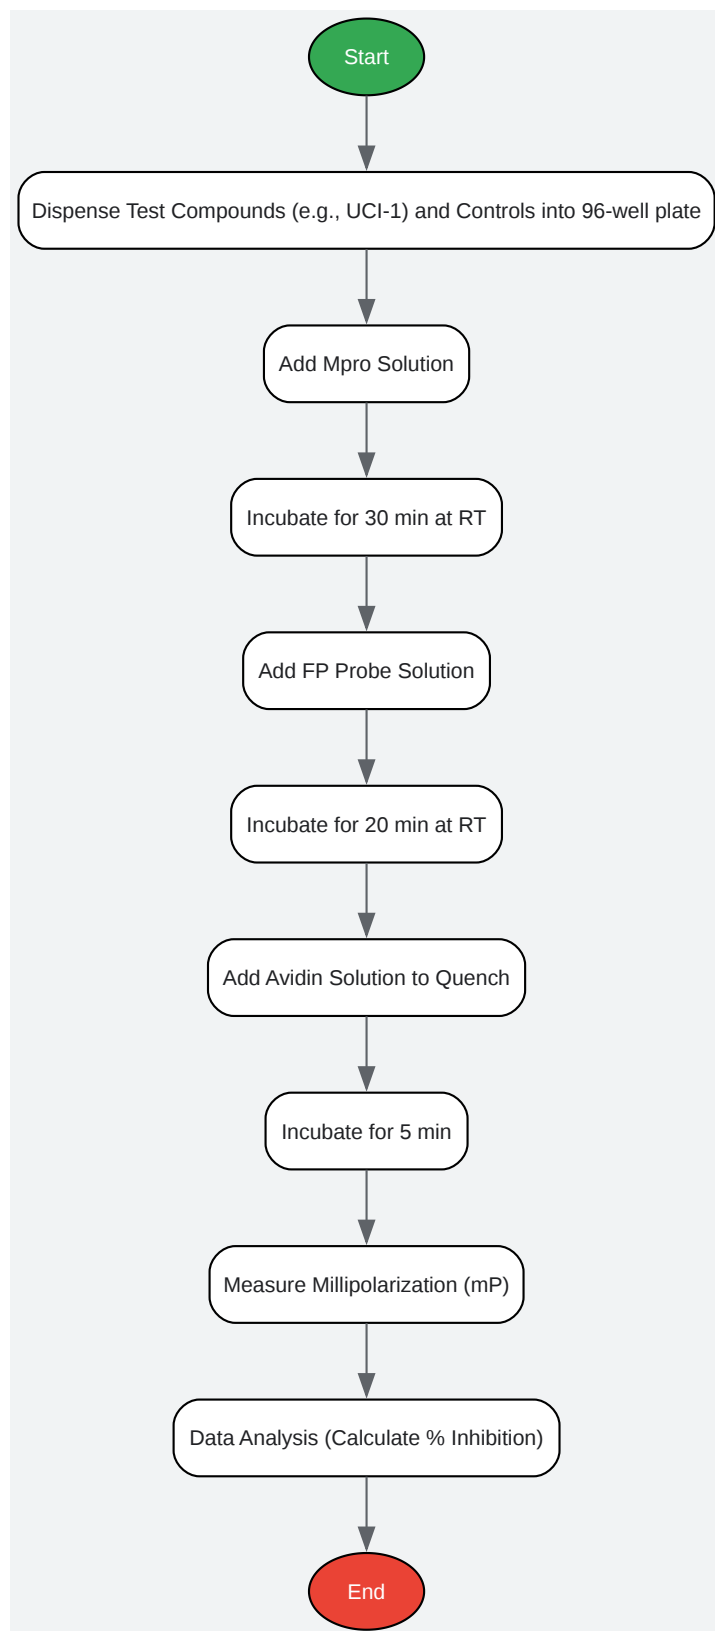 Start
Dispense Test Compounds (e.g., UCI-1) and Controls into 96-well plate
Add Mpro Solution
Incubate for 30 min at RT
Add FP Probe Solution
Incubate for 20 min at RT
Add Avidin Solution to Quench
Incubate for 5 min
Measure Millipolarization (mP)
Data Analysis (Calculate % Inhibition)
End